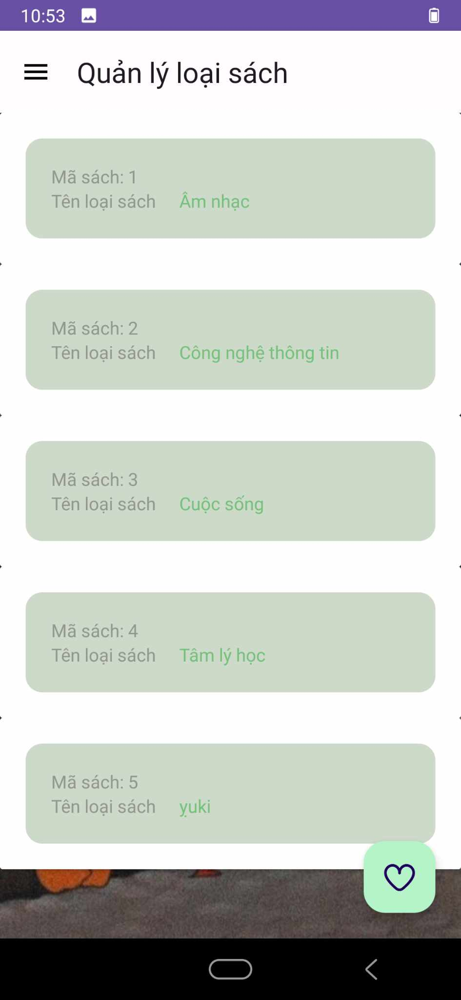 10:53
Quản lý loại sách
Mã sách: 1
Tên loại sách Âm nhạc
Mã sách: 2
Tên loại sách Công nghệ thông tin
Mã sách: 3
Tên loại sách Cuộc sống
Mã sách: 4
Tên loại sách Tâm lý học
Mã sách: 5
Tên loại sách yuki